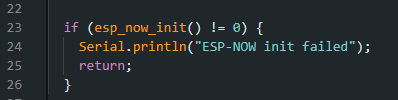 22
23 if (esp_now_init() != 0) {
24 Serial.println("ESP-NOW init failed");
25 return;
26 }